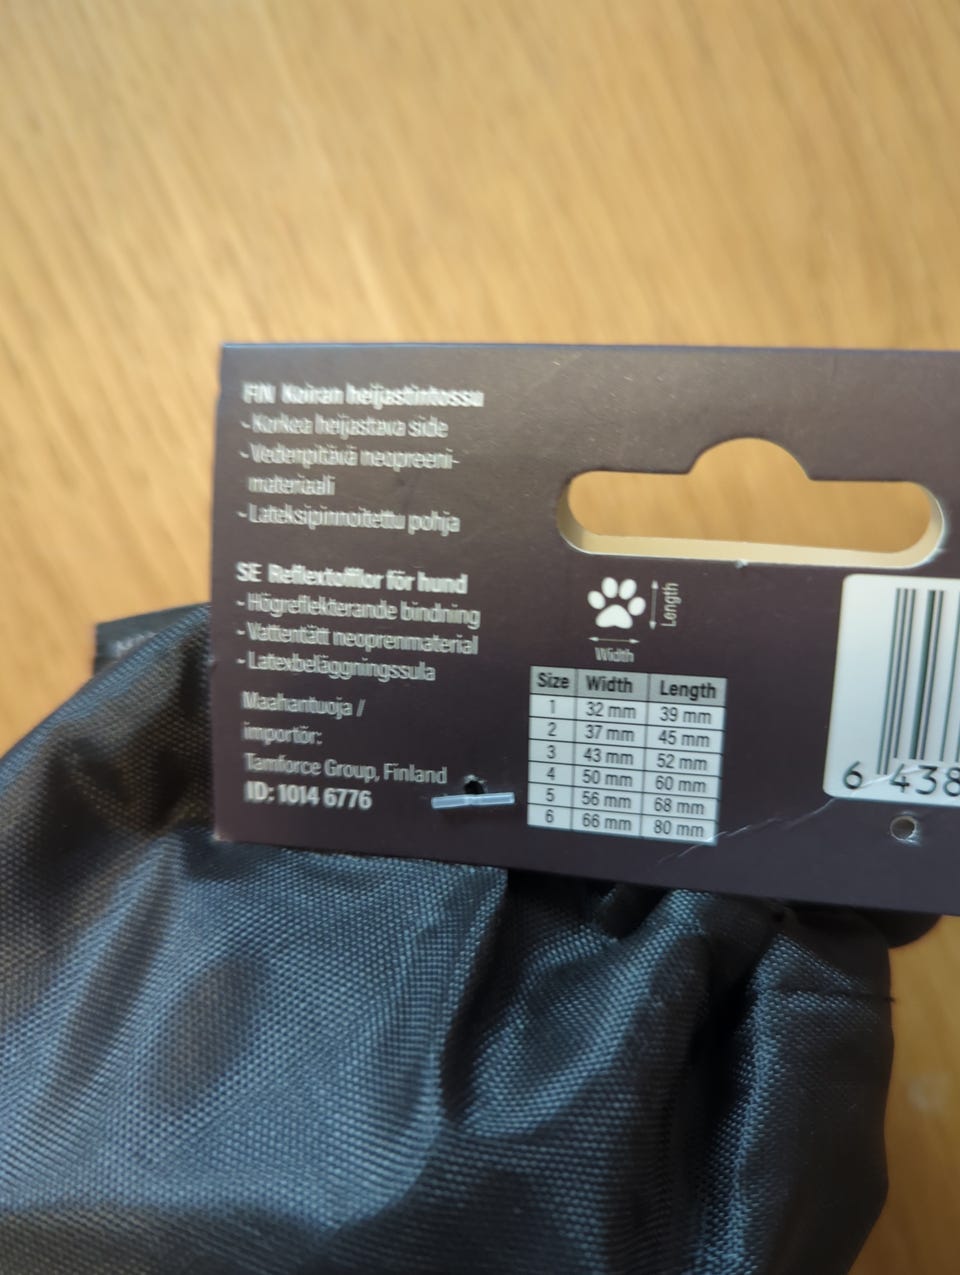 FIN Koiran heijastintossu
- Korkea heijastava side
- Vedenpitävä neopreeni-
materiaali
- Lateksipinnoitettu pohja
SE Reflextofflor för hund
- Högreflekterande bindning
- Vattentätt neoprenmaterial
- Latexbeläggningssula
Maahantuoja /
importör:
Tamforce Group, Finland
ID: 1014 6776
Length
Width
Size Width Length
1 32 mm 39 mm
2 37 mm 45 mm
3 43 mm 52 mm
4 50 mm 60 mm
5 56 mm 68 mm
6 66 mm 80 mm
6 438